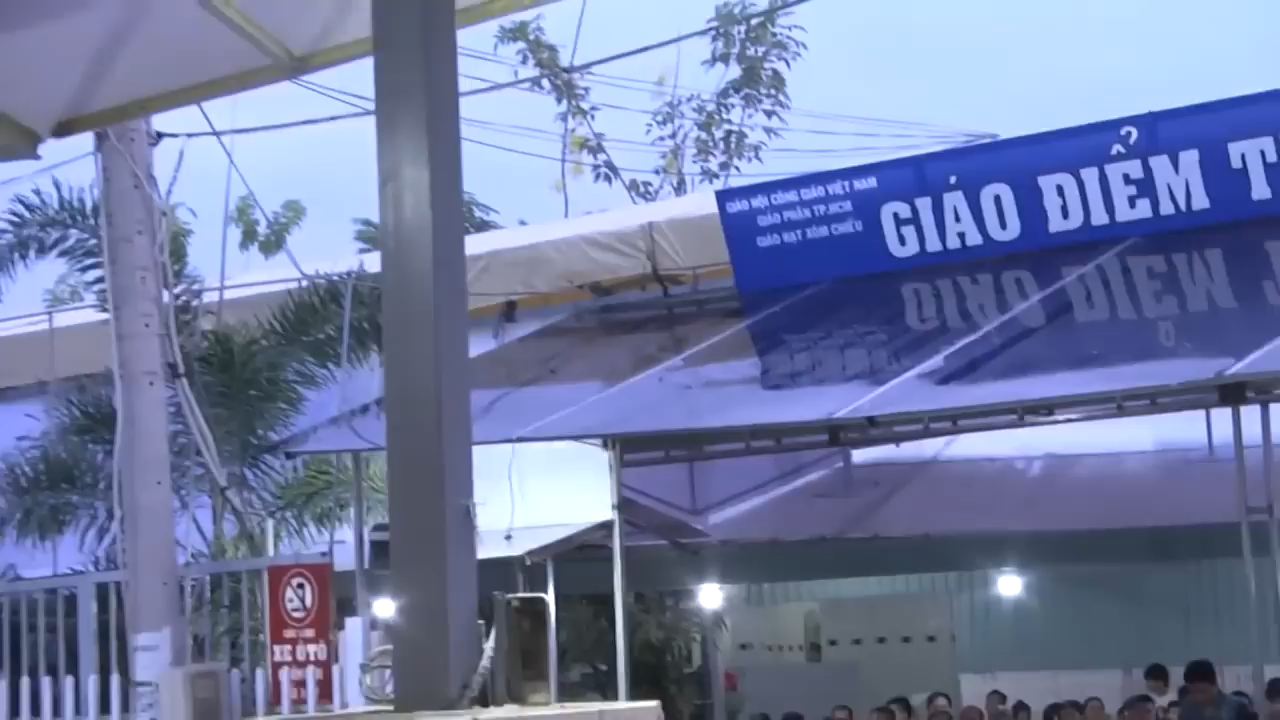 GIÁO HỘI CÔNG GIÁO VIỆT NAM
GIÁO PHẬN TP.HCM
GIÁO HẠT XÓM CHIẾU
GIÁO ĐIỂM
XE ÔTÔ